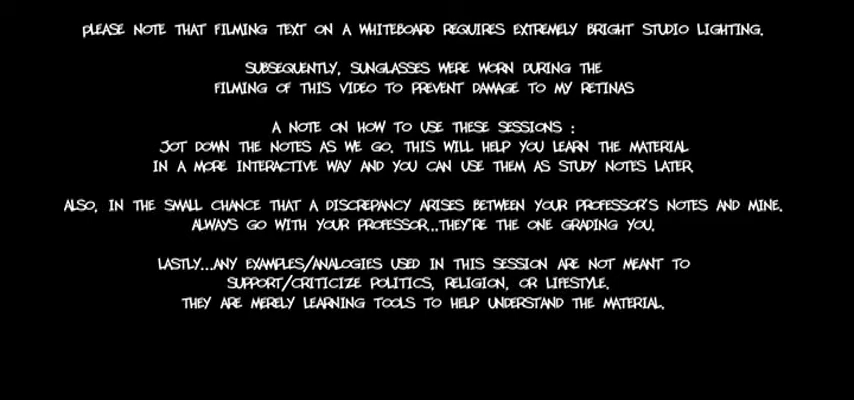 PLEASE NOTE THAT FILMING TEXT ON A WHITEBOARD REQUIRES EXTREMELY BRIGHT STUDIO LIGHTING.
SUBSEQUENTLY, SUNGLASSES WERE WORN DURING THE
FILMING OF THIS VIDEO TO PREVENT DAMAGE TO MY RETINAS
A NOTE ON HOW TO USE THESE SESSIONS :
JOT DOWN THE NOTES AS WE GO. THIS WILL HELP YOU LEARN THE MATERIAL
IN A MORE INTERACTIVE WAY AND YOU CAN USE THEM AS STUDY NOTES LATER.
ALSO, IN THE SMALL CHANCE THAT A DISCREPANCY ARISES BETWEEN YOUR PROFESSOR'S NOTES AND MINE.
ALWAYS GO WITH YOUR PROFESSOR...THEY'RE THE ONE GRADING YOU.
LASTLY...ANY EXAMPLES/ANALOGIES USED IN THIS SESSION ARE NOT MEANT TO
SUPPORT/CRITICIZE POLITICS, RELIGION, OR LIFESTYLE.
THEY ARE MERELY LEARNING TOOLS TO HELP UNDERSTAND THE MATERIAL.